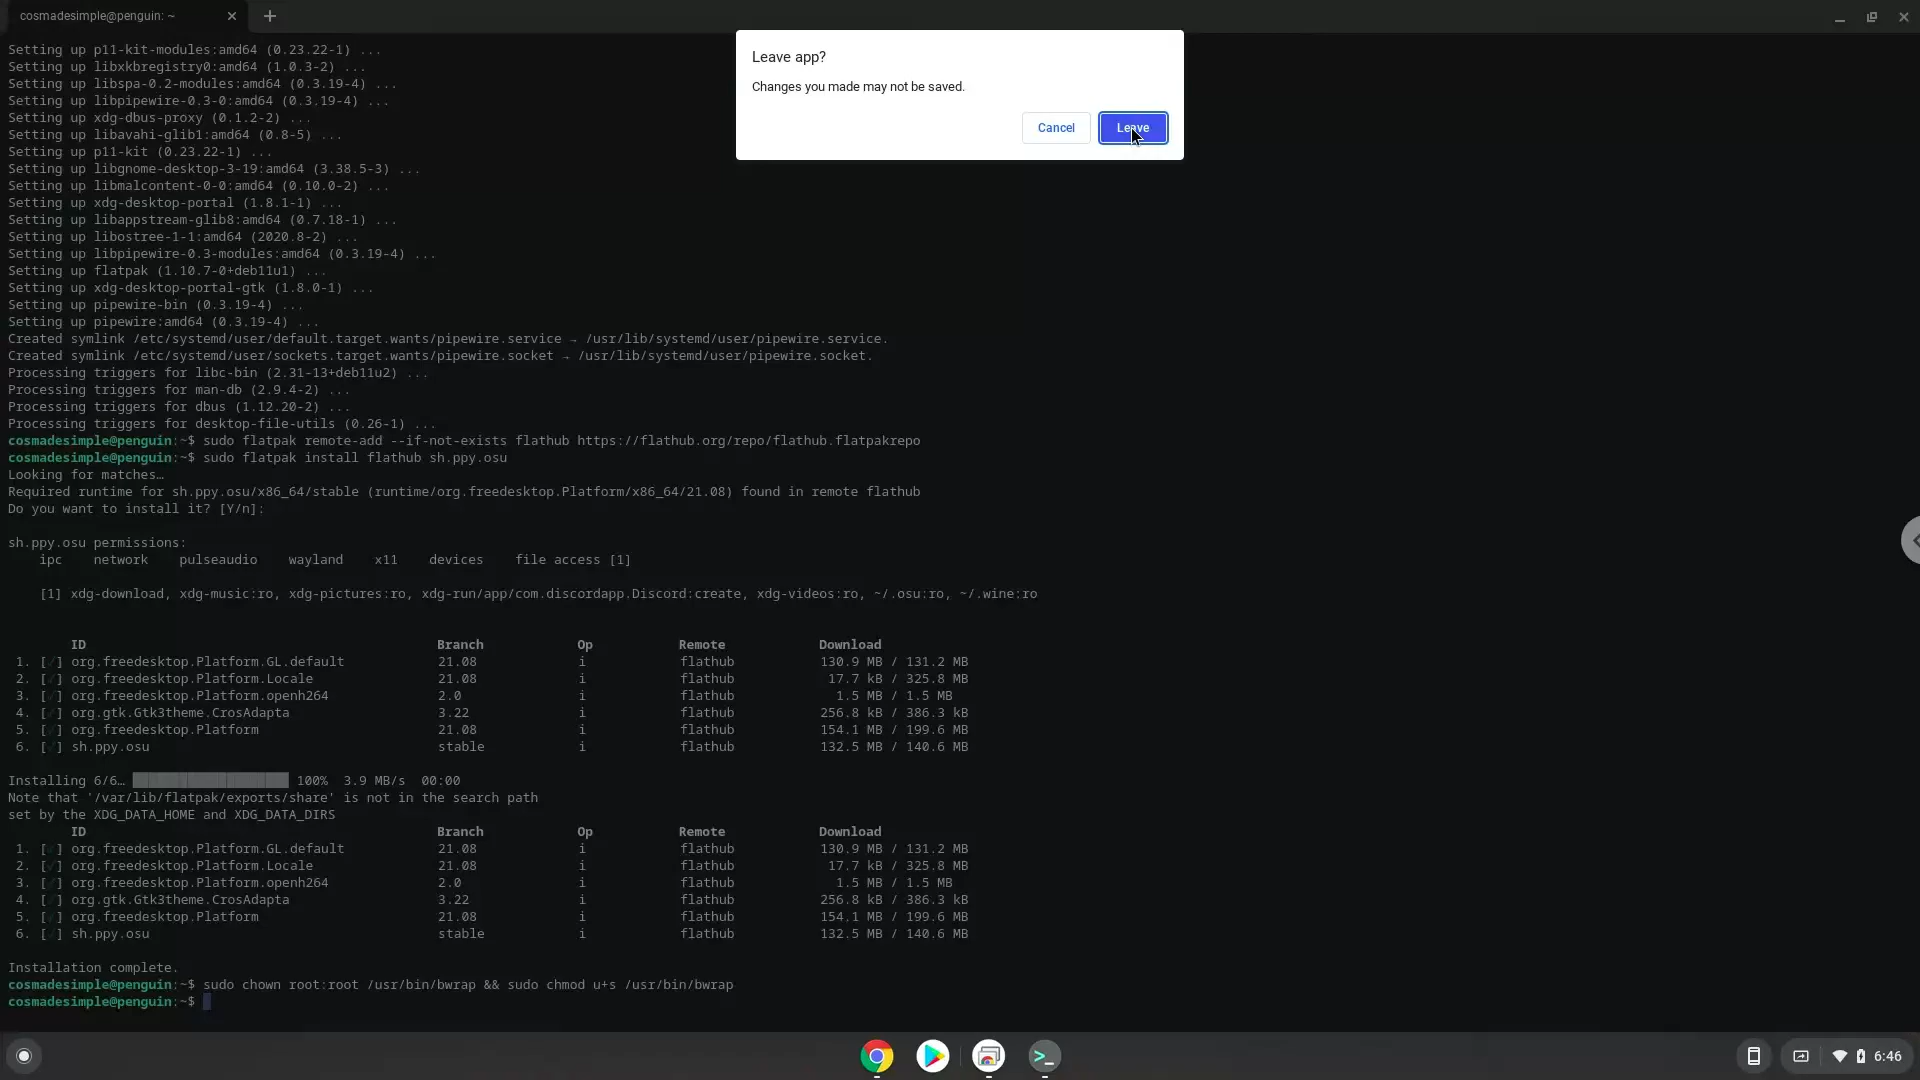 cosmadesimple@penguin: ~
Setting up p11-kit-modules:amd64 (0.23.22-1) ...
Setting up libxkbregistry0:amd64 (1.0.3-2) ...
Setting up libspa-0.2-modules:amd64 (0.3.19-4) ...
Setting up libpipewire-0.3-0:amd64 (0.3.19-4) ...
Setting up xdg-dbus-proxy (0.1.2-2) ...
Setting up libavahi-glib1:amd64 (0.8-5) ...
Setting up p11-kit (0.23.22-1) ...
Setting up libgnome-desktop-3-19:amd64 (3.38.5-3) ...
Setting up libmalcontent-0-0:amd64 (0.10.0-2) ...
Setting up xdg-desktop-portal (1.8.1-1) ...
Setting up libappstream-glib8:amd64 (0.7.18-1) ...
Setting up libostree-1-1:amd64 (2020.8-2) ...
Setting up libpipewire-0.3-modules:amd64 (0.3.19-4) ...
Setting up flatpak (1.10.7-0+deb11u1) ...
Setting up xdg-desktop-portal-gtk (1.8.0-1) ...
Setting up pipewire-bin (0.3.19-4) ...
Setting up pipewire:amd64 (0.3.19-4) ...
Created symlink /etc/systemd/user/default.target.wants/pipewire.service → /usr/lib/systemd/user/pipewire.service.
Created symlink /etc/systemd/user/sockets.target.wants/pipewire.socket → /usr/lib/systemd/user/pipewire.socket.
Processing triggers for libc-bin (2.31-13+deb11u2) ...
Processing triggers for man-db (2.9.4-2) ...
Processing triggers for dbus (1.12.20-2) ...
Processing triggers for desktop-file-utils (0.26-1) ...
cosmadesimple@penguin:~$ sudo flatpak remote-add --if-not-exists flathub https://flathub.org/repo/flathub.flatpakrepo
cosmadesimple@penguin:~$ sudo flatpak install flathub sh.ppy.osu
Looking for matches…
Required runtime for sh.ppy.osu/x86_64/stable (runtime/org.freedesktop.Platform/x86_64/21.08) found in remote flathub
Do you want to install it? [Y/n]:
sh.ppy.osu permissions:
ipc network pulseaudio wayland x11 devices file access [1]
[1] xdg-download, xdg-music:ro, xdg-pictures:ro, xdg-run/app/com.discordapp.Discord:create, xdg-videos:ro, ~/.osu:ro, ~/.wine:ro
ID Branch Op Remote Download
1. [✓] org.freedesktop.Platform.GL.default 21.08 i flathub 130.9 MB / 131.2 MB
2. [✓] org.freedesktop.Platform.Locale 21.08 i flathub 17.7 kB / 325.8 MB
3. [✓] org.freedesktop.Platform.openh264 2.0 i flathub 1.5 MB / 1.5 MB
4. [✓] org.gtk.Gtk3theme.CrosAdapta 3.22 i flathub 256.8 kB / 386.3 kB
5. [✓] org.freedesktop.Platform 21.08 i flathub 154.1 MB / 199.6 MB
6. [✓] sh.ppy.osu stable i flathub 132.5 MB / 140.6 MB
Installing 6/6… 100% 3.9 MB/s 00:00
Note that '/var/lib/flatpak/exports/share' is not in the search path
set by the XDG_DATA_HOME and XDG_DATA_DIRS
ID Branch Op Remote Download
1. [✓] org.freedesktop.Platform.GL.default 21.08 i flathub 130.9 MB / 131.2 MB
2. [✓] org.freedesktop.Platform.Locale 21.08 i flathub 17.7 kB / 325.8 MB
3. [✓] org.freedesktop.Platform.openh264 2.0 i flathub 1.5 MB / 1.5 MB
4. [✓] org.gtk.Gtk3theme.CrosAdapta 3.22 i flathub 256.8 kB / 386.3 kB
5. [✓] org.freedesktop.Platform 21.08 i flathub 154.1 MB / 199.6 MB
6. [✓] sh.ppy.osu stable i flathub 132.5 MB / 140.6 MB
Installation complete.
cosmadesimple@penguin:~$ sudo chown root:root /usr/bin/bwrap && sudo chmod u+s /usr/bin/bwrap
cosmadesimple@penguin:~$
Leave app?
Changes you made may not be saved.
Cancel
Leave
6:46